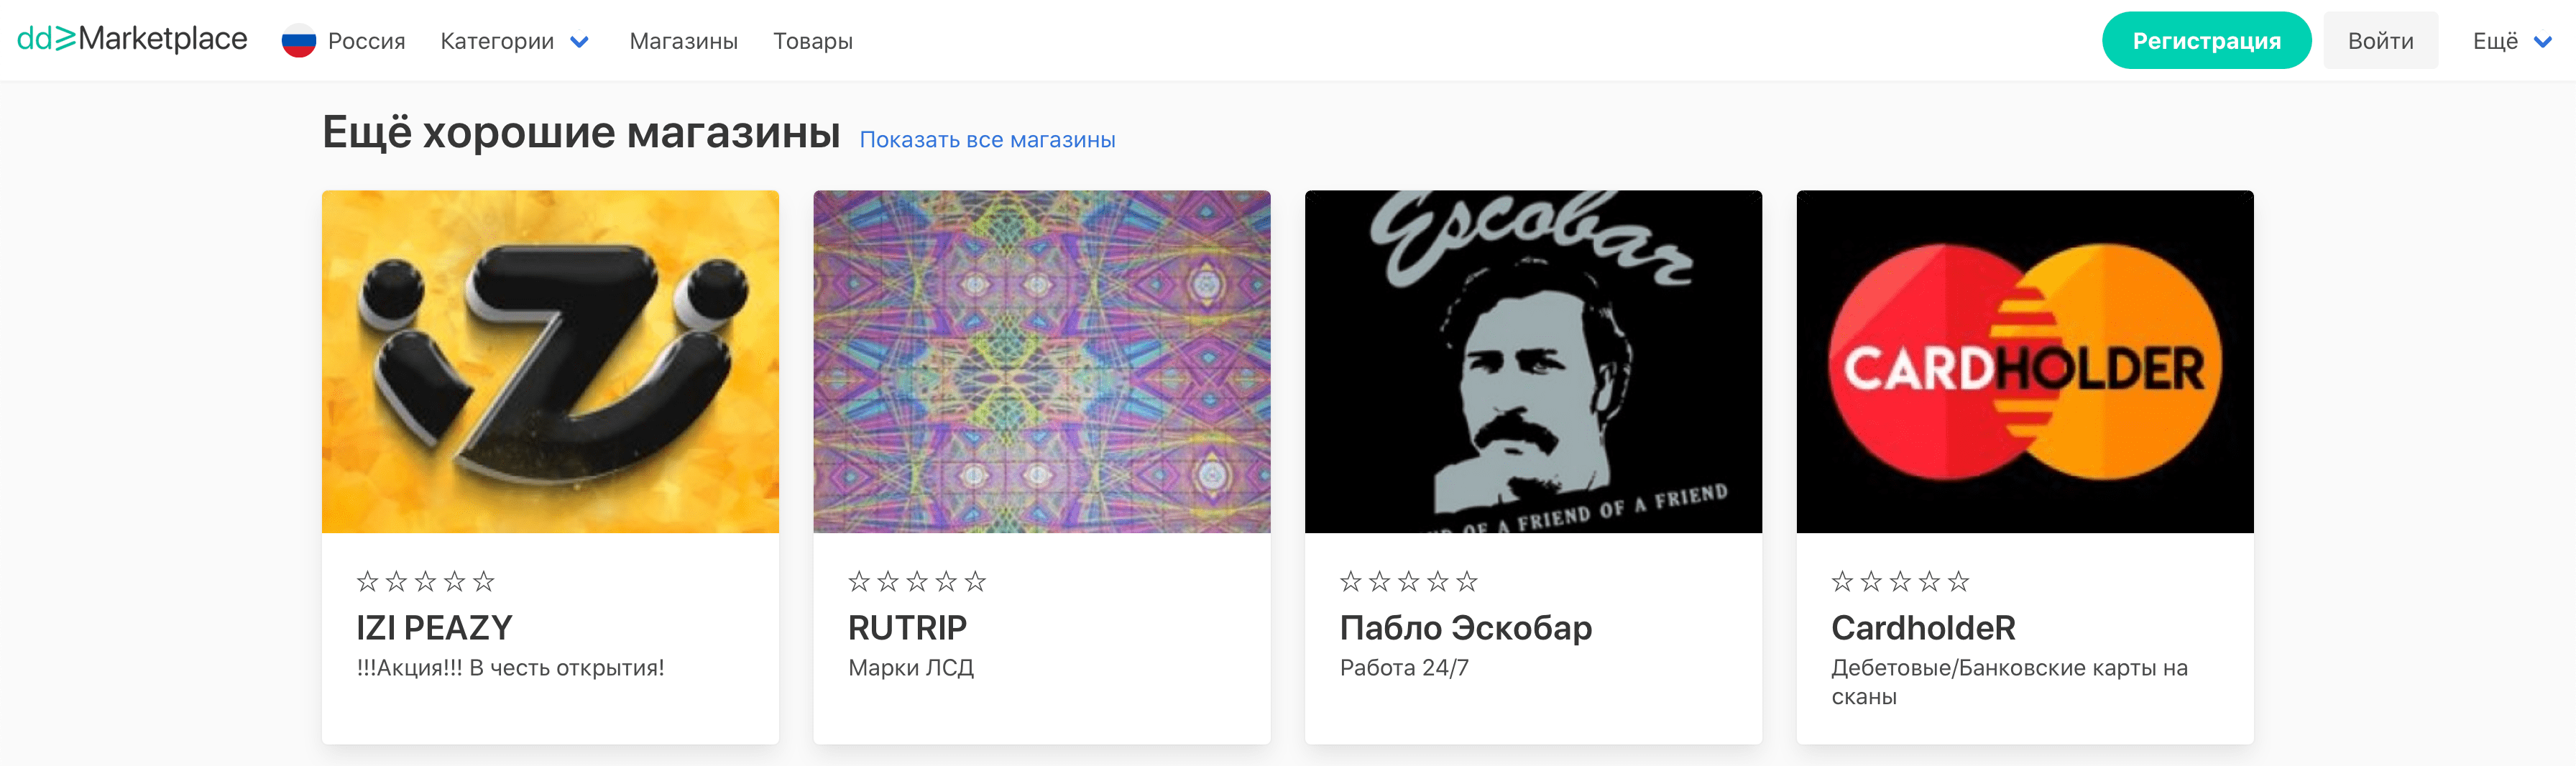 dd⋝Marketplace Россия Категории Магазины Товары Регистрация Войти Ещё
Ещё хорошие магазины Показать все магазины
Escobar
OF A FRIEND OF A FRIEND
CARDHOLDER
☆☆☆☆☆ ☆☆☆☆☆ ☆☆☆☆☆ ☆☆☆☆☆
IZI PEAZY
!!!Акция!!! В честь открытия!
RUTRIP
Марки ЛСД
Пабло Эскобар
Работа 24/7
CardholdeR
Дебетовые/Банковские карты на
сканы